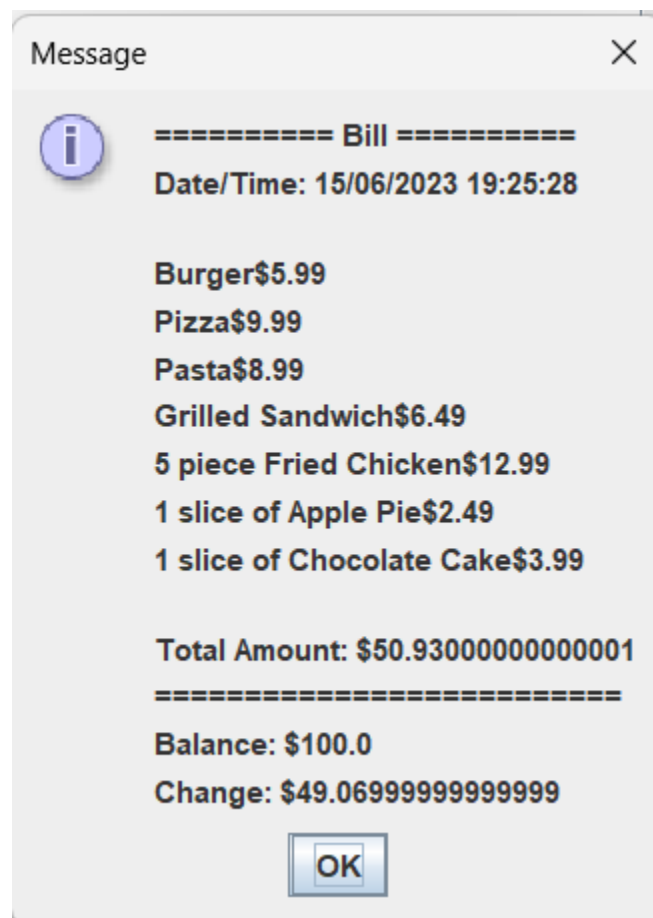 Message
========== Bill ==========
Date/Time: 15/06/2023 19:25:28
Burger$5.99
Pizza$9.99
Pasta$8.99
Grilled Sandwich$6.49
5 piece Fried Chicken$12.99
1 slice of Apple Pie$2.49
1 slice of Chocolate Cake$3.99
Total Amount: $50.93000000000001
==========================
Balance: $100.0
Change: $49.06999999999999
OK